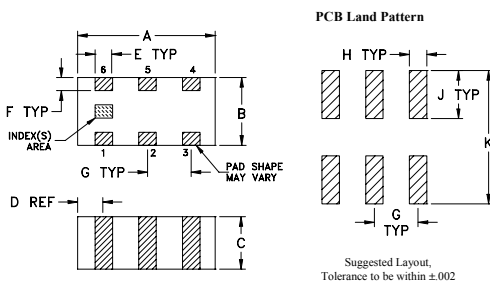 PCB Land Pattern
A
E TYP
6 5 4
F TYP
B
INDEX(S)
AREA
1 2 3
G TYP
PAD SHAPE
MAY VARY
D REF
C
H TYP
J TYP
K
G
TYP
Suggested Layout,
Tolerance to be within ±.002